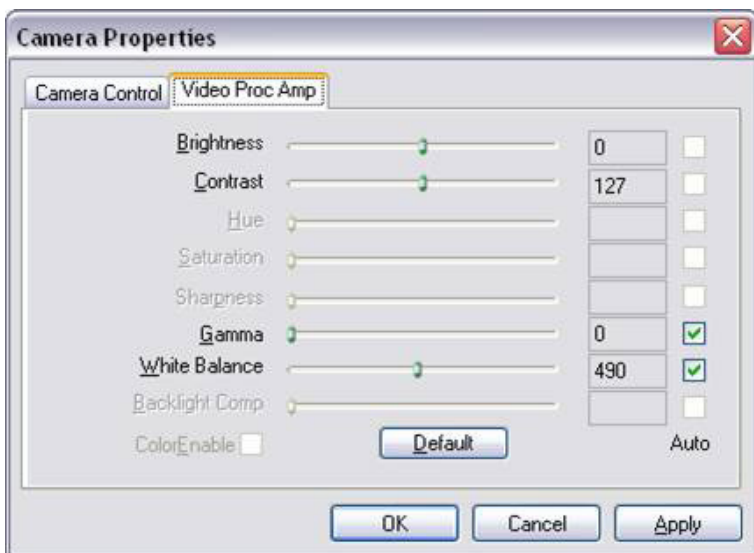 Camera Properties
Camera Control Video Proc Amp
Brightness 0
Contrast 127
Hue
Saturation
Sharpness
Gamma 0
White Balance 490
Backlight Comp
ColorEnable Default Auto
OK Cancel Apply